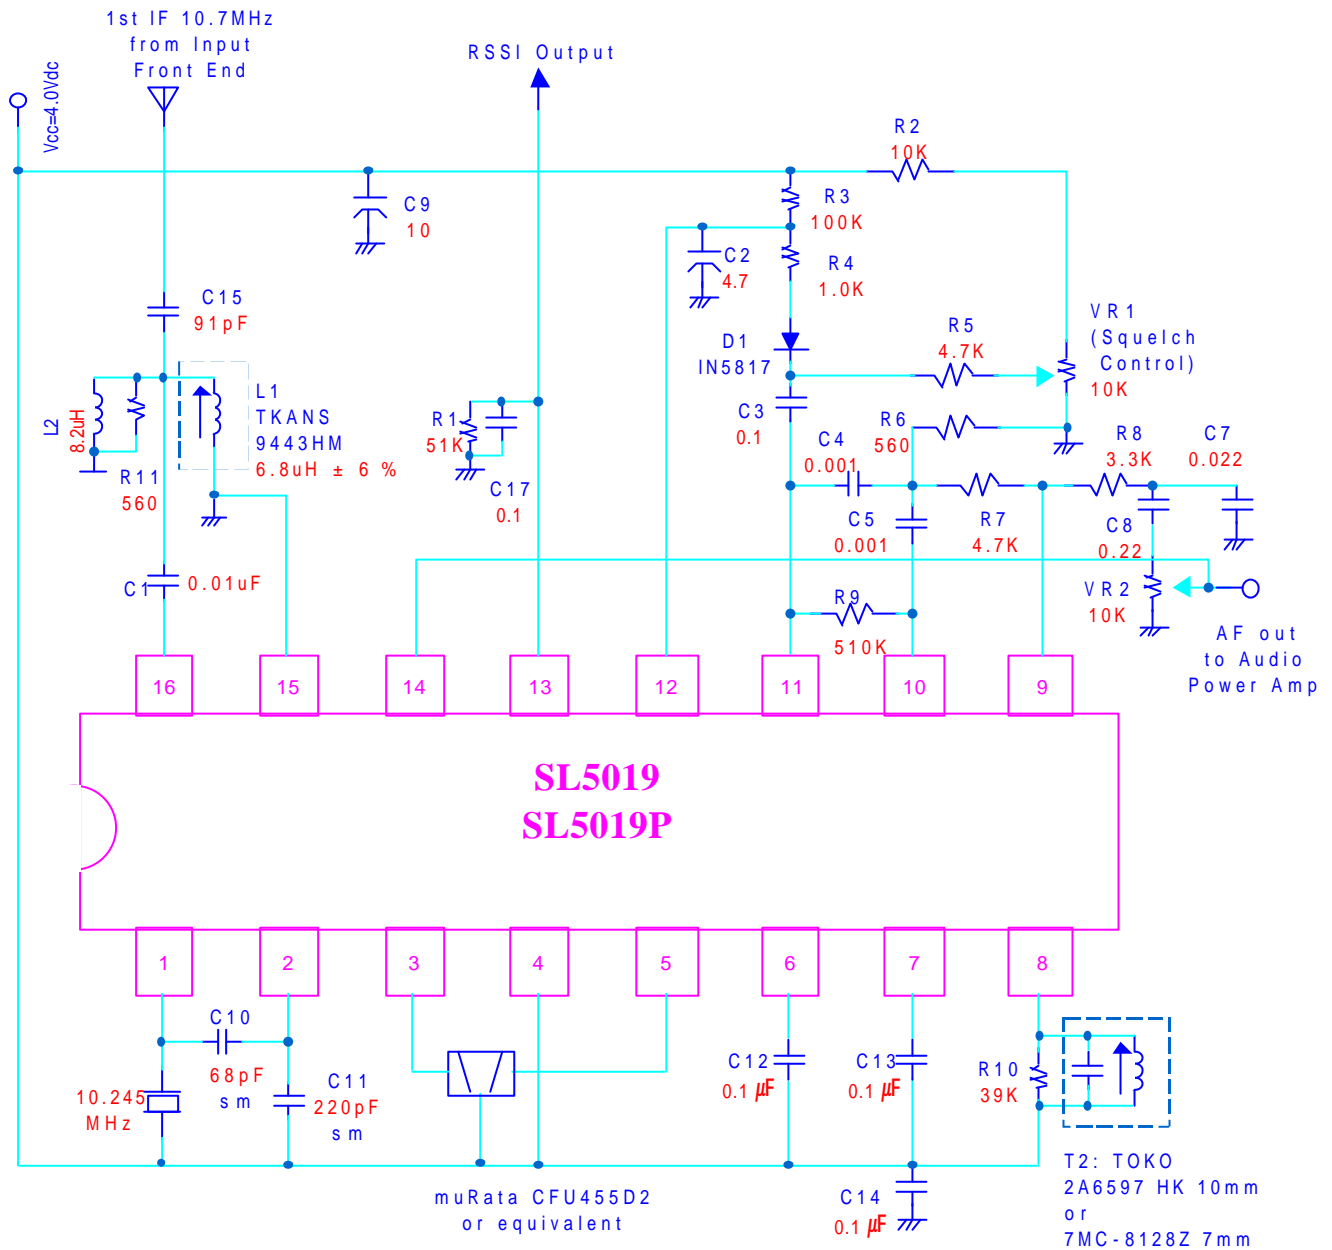 1st IF 10.7MHz
from Input
Front End
Vcc=4.0Vdc
RSSI Output
R2
10K
C9
10
R3
100K
C2
4.7
R4
1.0K
C15
91pF
D1
IN5817
R5
4.7K
VR1
(Squelch
Control)
10K
L2
8.2uH
R11
560
L1
TKANS
9443HM
6.8uH ± 6 %
R1
51K
C17
0.1
C3
0.1
C4
0.001
R6
560
R8
3.3K
C7
0.022
C5
0.001
R7
4.7K
C8
0.22
C1
0.01uF
R9
510K
VR2
10K
AF out
to Audio
Power Amp
16
15
14
13
12
11
10
9
SL5019
SL5019P
1
2
3
4
5
6
7
8
C10
68pF
sm
C11
220pF
sm
10.245
MHz
C12
0.1 µF
C13
0.1 µF
R10
39K
muRata CFU455D2
or equivalent
C14
0.1 µF
T2: TOKO
2A6597 HK 10mm
or
7MC-8128Z 7mm